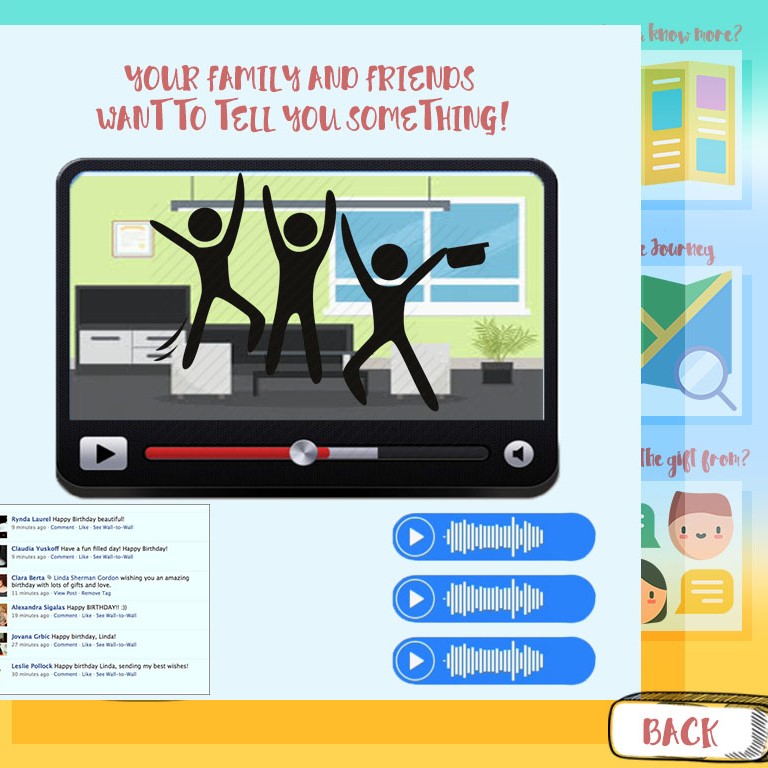 know more?
YOUR FAMILY AND FRIENDS
WANT TO TELL YOU SOMETHING!
Journey
the gift from?
Rynda Laurel Happy Birthday beautiful!
9 minutes ago · Comment · Like · See Wall-to-Wall
Claudia Yuskoff Have a fun filled day! Happy Birthday!
9 minutes ago · Comment · Like · See Wall-to-Wall
Clara Berta Linda Sherman Gordon wishing you an amazing
birthday with lots of gifts and love.
11 minutes ago · View Post · Remove Tag
Alexandra Sigalas Happy BIRTHDAY!! :))
19 minutes ago · Comment · Like · See Wall-to-Wall
Jovana Grbic Happy birthday, Linda!
27 minutes ago · Comment · Like · See Wall-to-Wall
Leslie Pollock Happy birthday Linda, sending my best wishes!
30 minutes ago · Comment · Like · See Wall-to-Wall
BACK